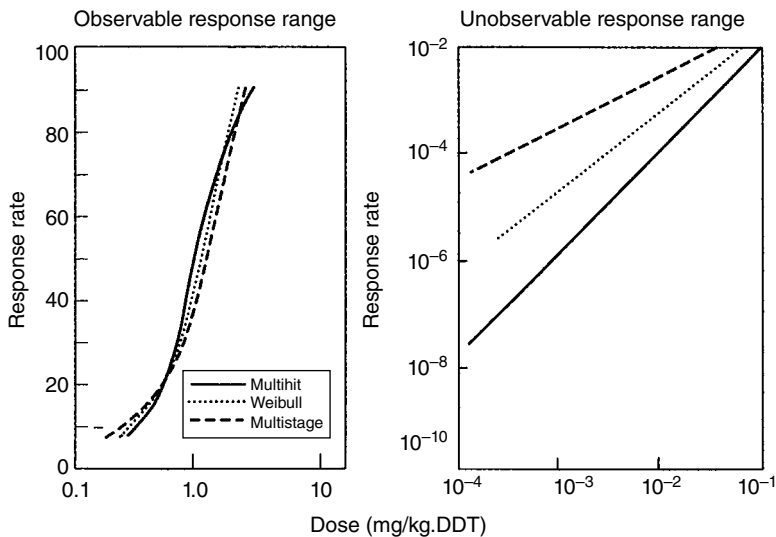 Observable response range
Unobservable response range
100
80
60
40
20
0
Response rate
0.1
1.0
10
Multihit
Weibull
Multistage
10⁻²
10⁻⁴
10⁻⁶
10⁻⁸
10⁻¹⁰
Response rate
10⁻⁴
10⁻³
10⁻²
10⁻¹
Dose (mg/kg.DDT)